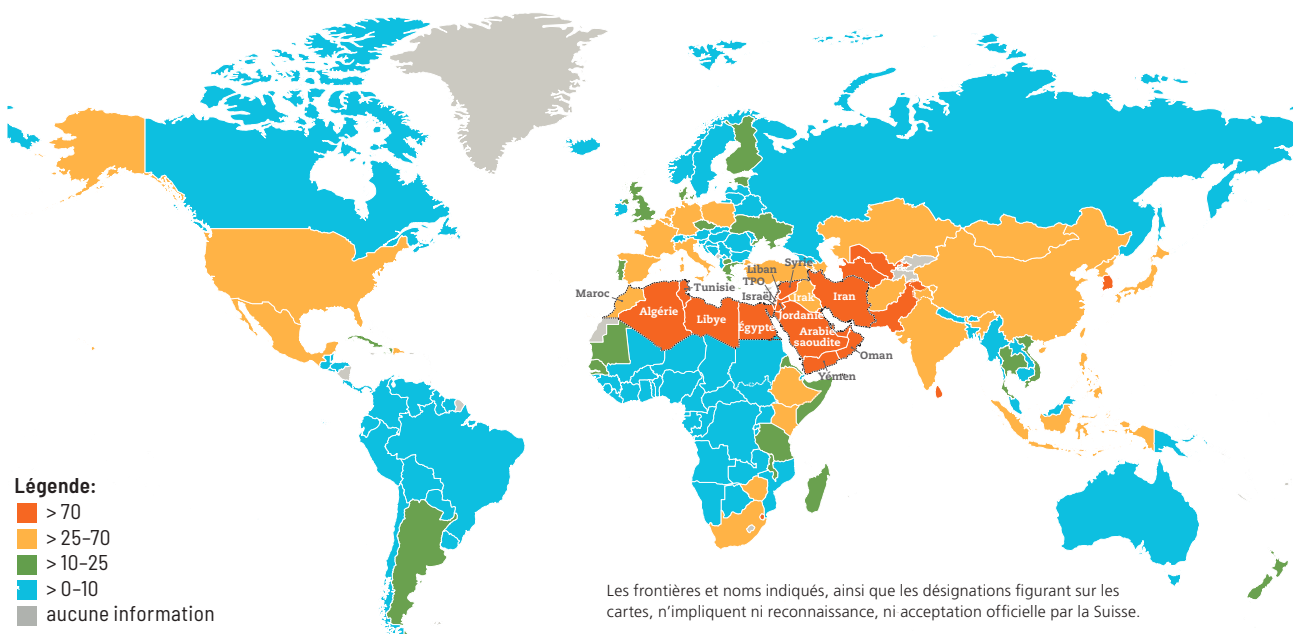 Syrie
Liban
TPO
Tunisie
Israël
Maroc
Irak
Iran
Algérie
Libye
Égypte
Jordanie
Arabie
saoudite
Oman
Yémen
Légende:
> 70
> 25–70
> 10–25
> 0–10
aucune information
Les frontières et noms indiqués, ainsi que les désignations figurant sur les
cartes, n’impliquent ni reconnaissance, ni acceptation officielle par la Suisse.